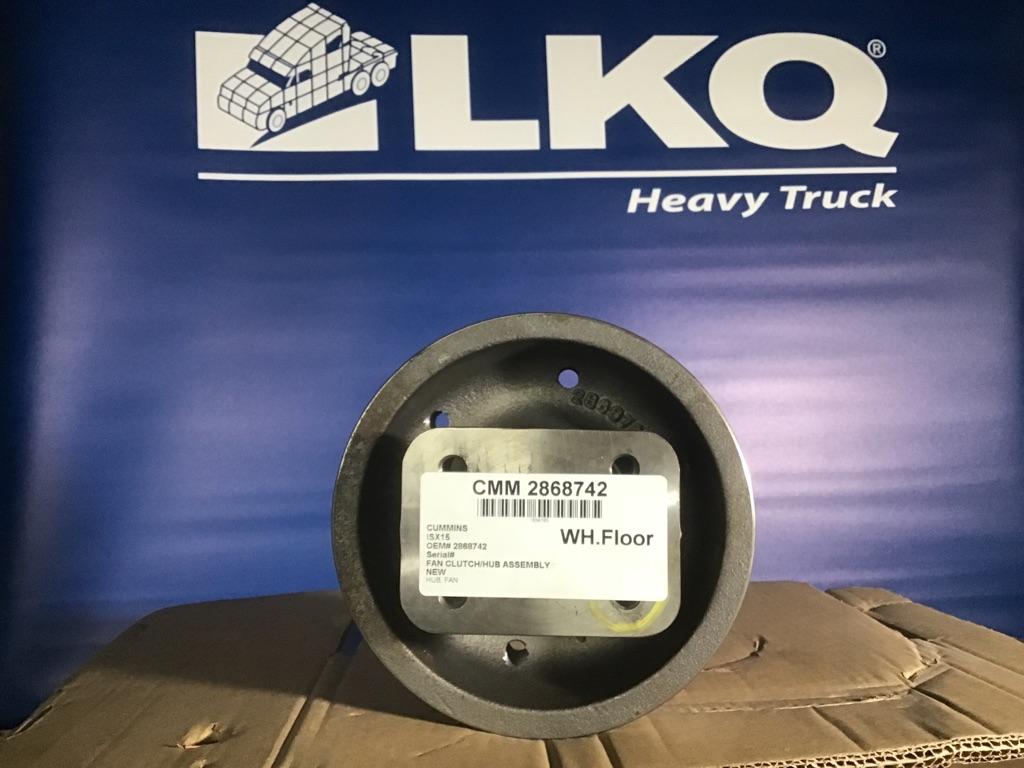 LKQ®
Heavy Truck
CMM 2868742
CUMMINS
ISX15
OEM# 2868742
Serial#
FAN CLUTCH/HUB ASSEMBLY
NEW
HUB, FAN
WH.Floor